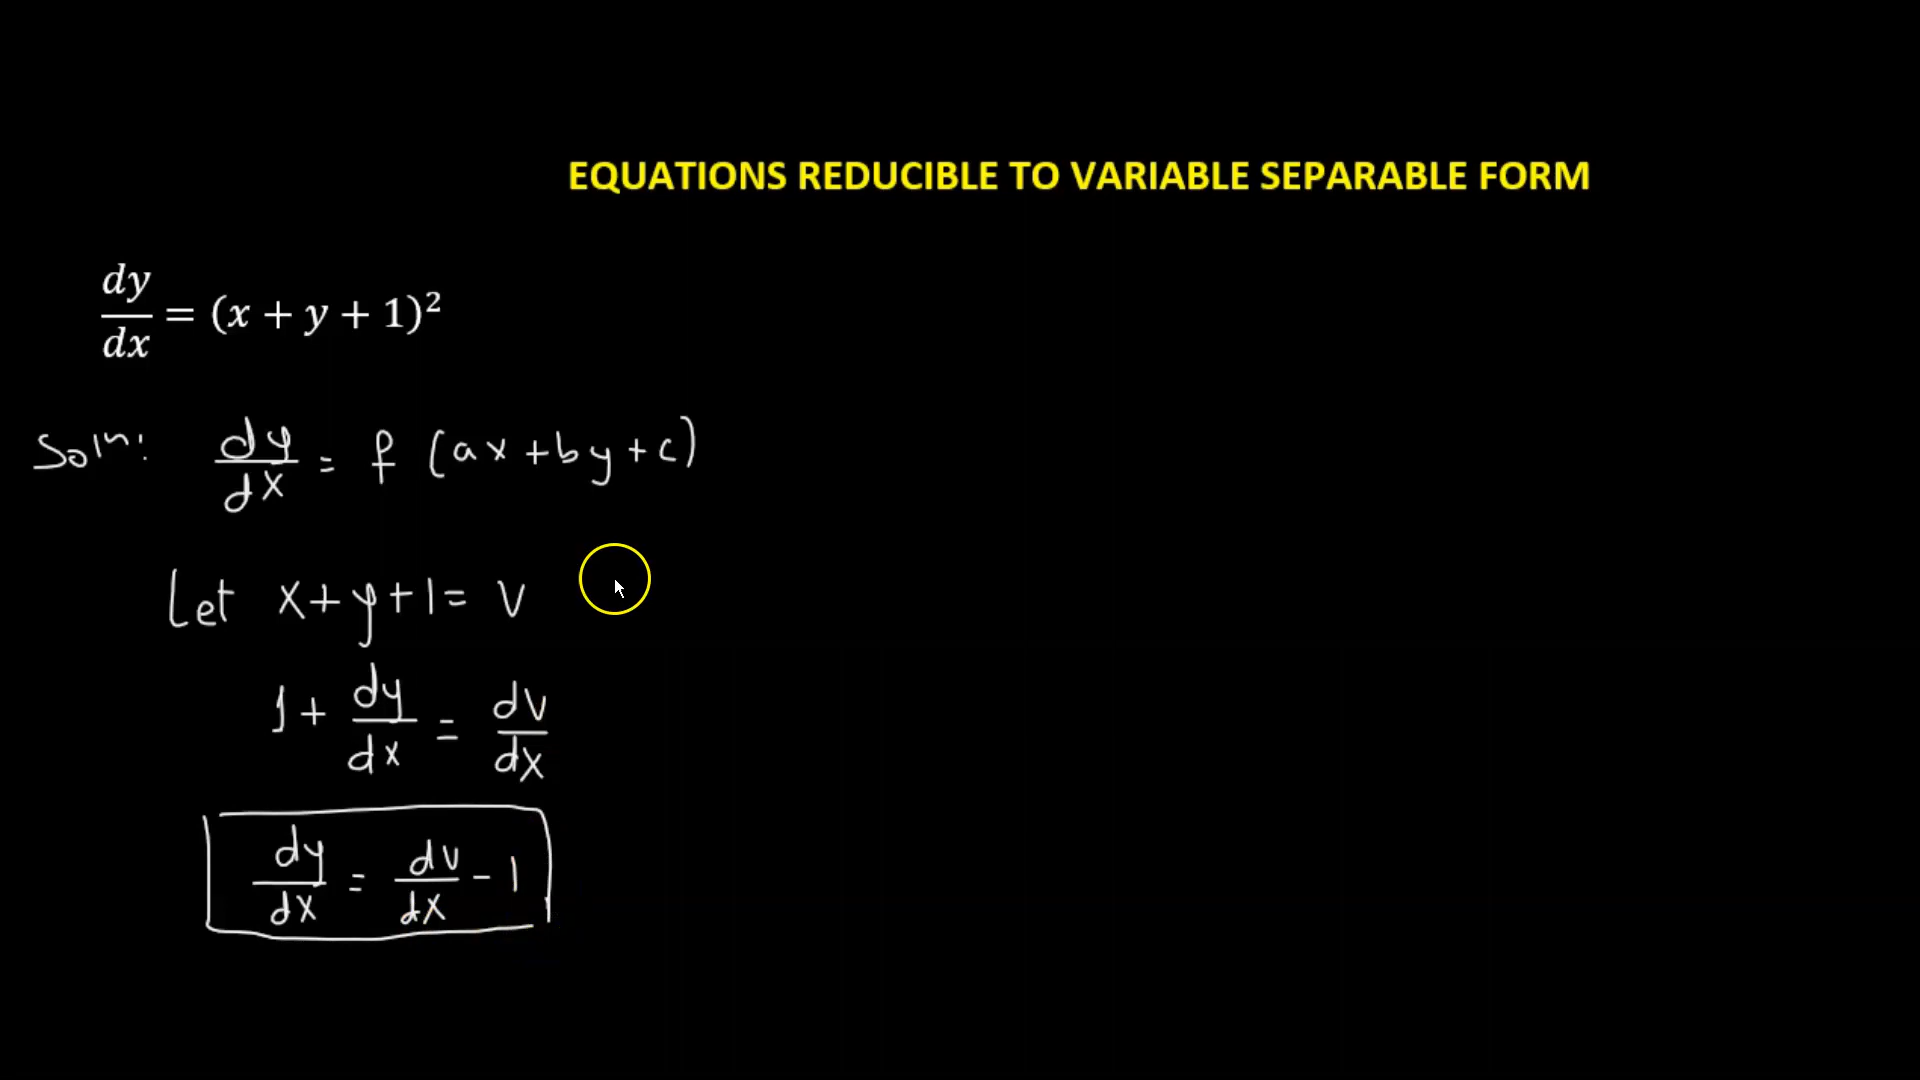 EQUATIONS REDUCIBLE TO VARIABLE SEPARABLE FORM
dy/dx = (x + y + 1)²
Soln: dy/dx = f (ax+by+c)
Let x+y+1= v
1+ dy/dx = dv/dx
dy/dx = dv/dx - 1